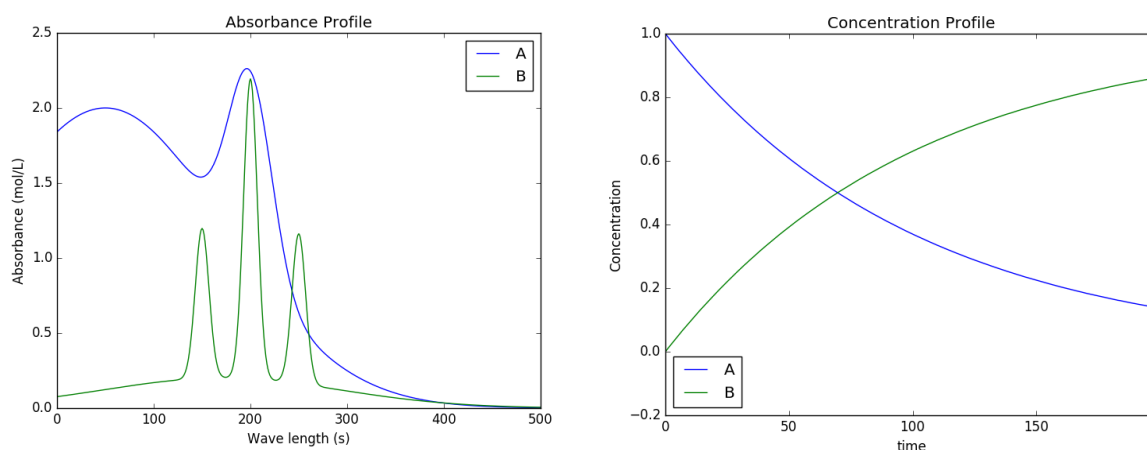 Absorbance Profile
2.5
2.0
1.5
1.0
0.5
0.0
Absorbance (mol/L)
A
B
0 100 200 300 400 500
Wave length (s)
Concentration Profile
1.0
0.8
0.6
0.4
0.2
0.0
−0.2
Concentration
A
B
0 50 100 150
time